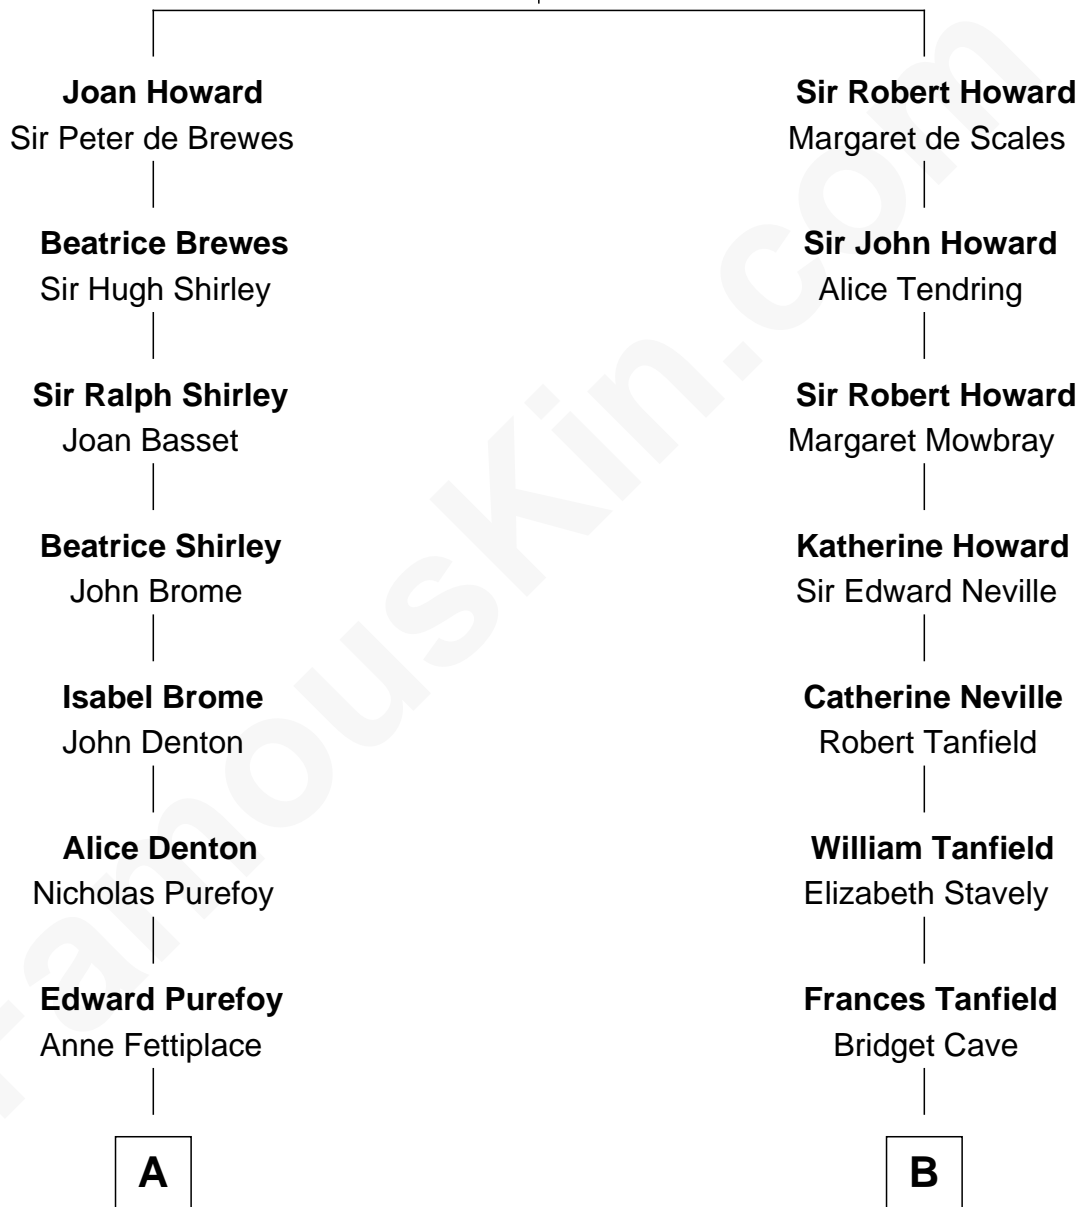 Joan Howard
Sir Peter de Brewes
Beatrice Brewes
Sir Hugh Shirley
Sir Ralph Shirley
Joan Basset
Beatrice Shirley
John Brome
Isabel Brome
John Denton
Alice Denton
Nicholas Purefoy
Edward Purefoy
Anne Fettiplace
A
Sir Robert Howard
Margaret de Scales
Sir John Howard
Alice Tendring
Sir Robert Howard
Margaret Mowbray
Katherine Howard
Sir Edward Neville
Catherine Neville
Robert Tanfield
William Tanfield
Elizabeth Stavely
Frances Tanfield
Bridget Cave
B
FamousKin.com